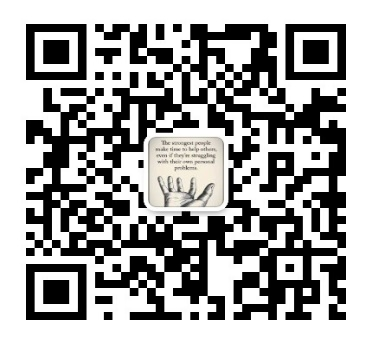 The strongest people
make time to help others,
even if they're struggling
with their own personal
problems.